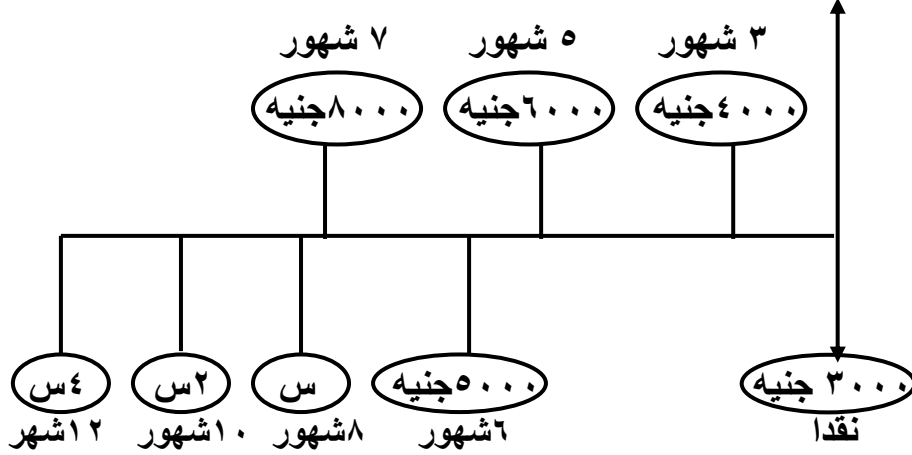 ٣ شهور ٥ شهور ٧ شهور
٤٠٠٠جنيه ٦٠٠٠جنيه ٨٠٠٠جنيه
٣٠٠٠ جنيه ٥٠٠٠جنيه س ٢س ٤س
نقدا ٦شهور ٨شهور ١٠شهور ١٢شهر